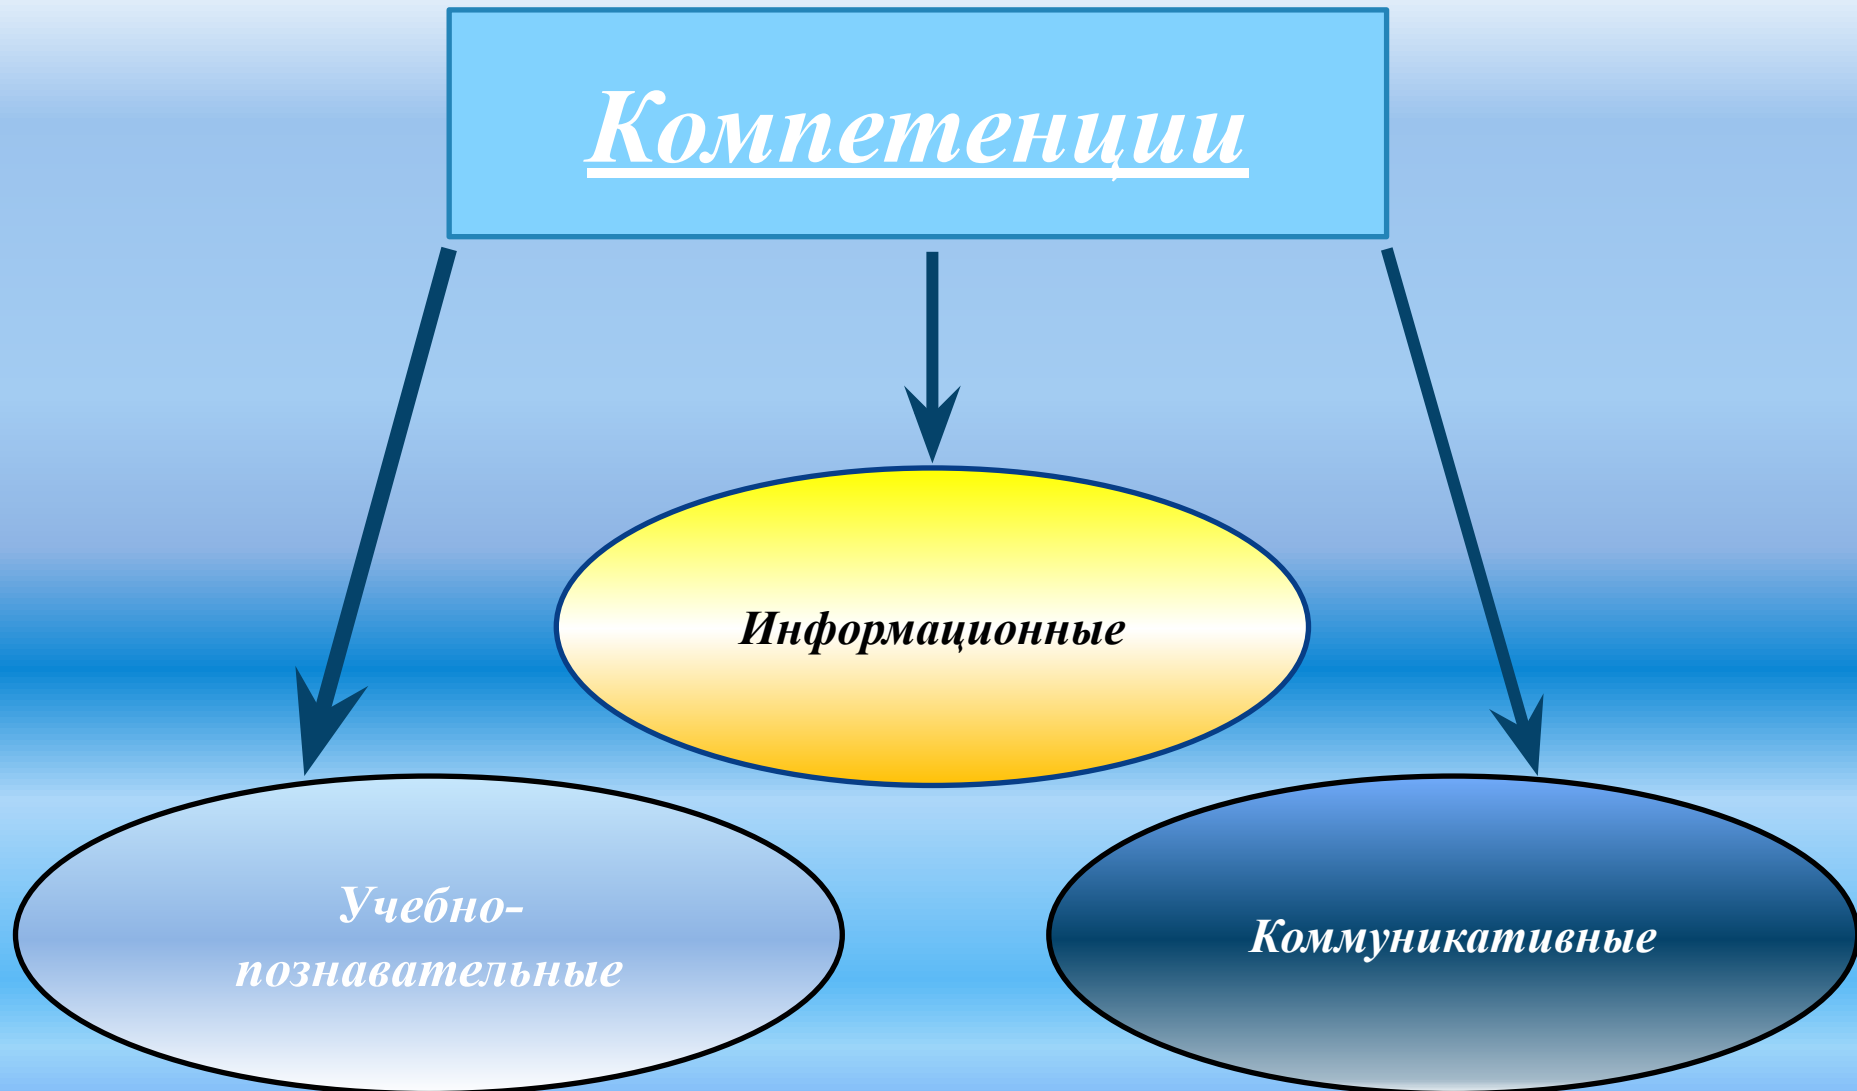 Компетенции
Информационные
Учебно-
познавательные
Коммуникативные